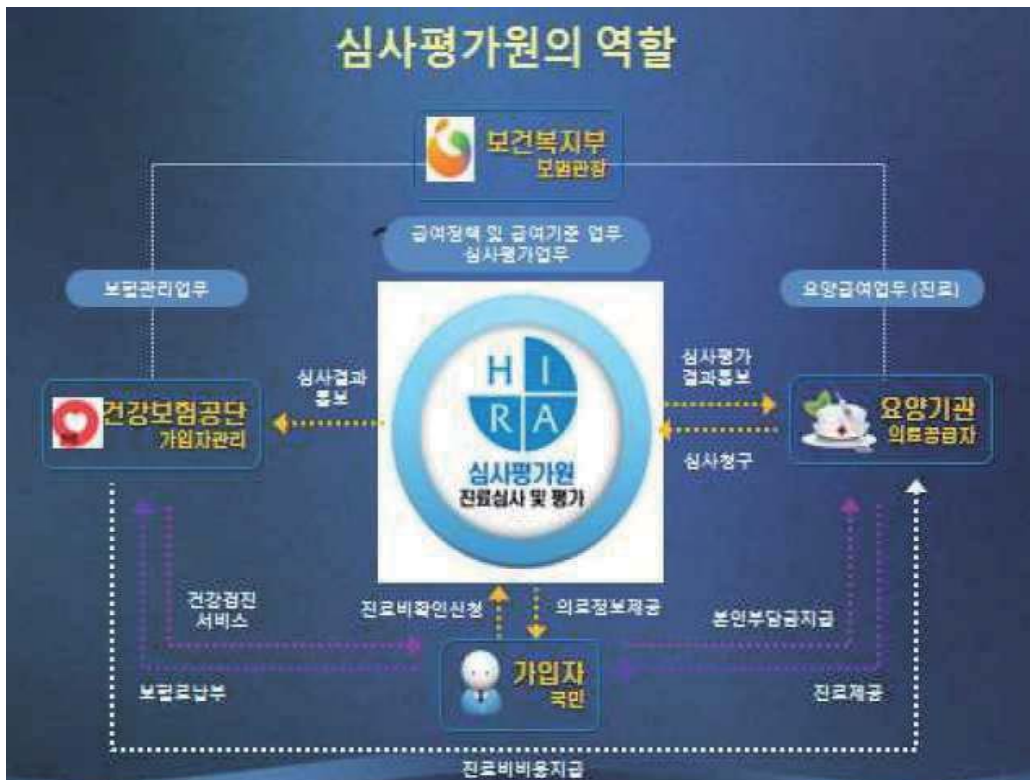 심사평가원의 역할
보건복지부
보험관장
급여정책 및 급여기준 업무
심사평가업무
보험관리업무
요양급여업무 (진료)
심사결과
통보
H I
R A
심사평가원
진료심사 및 평가
심사평가
결과통보
건강보험공단
가입자관리
요양기관
의료공급자
심사청구
건강검진
서비스
진료비확인신청
의료정보제공
본인부담금지급
가입자
국민
보험료납부
진료제공
진료비비용지급